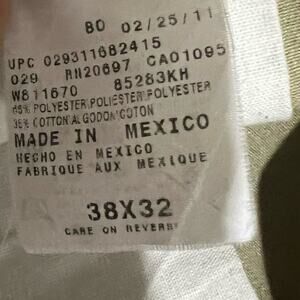 BO 02/25/11
UPC 029311682415
029 RN20697 CA01095
W811670 85283KH
65% POLYESTER/POLIESTER/POLYESTER
35% COTTON/ALGODON/COTON
MADE IN MEXICO
HECHO EN MEXICO
FABRIQUE AUX MEXIQUE
38X32
CARE ON REVERSE